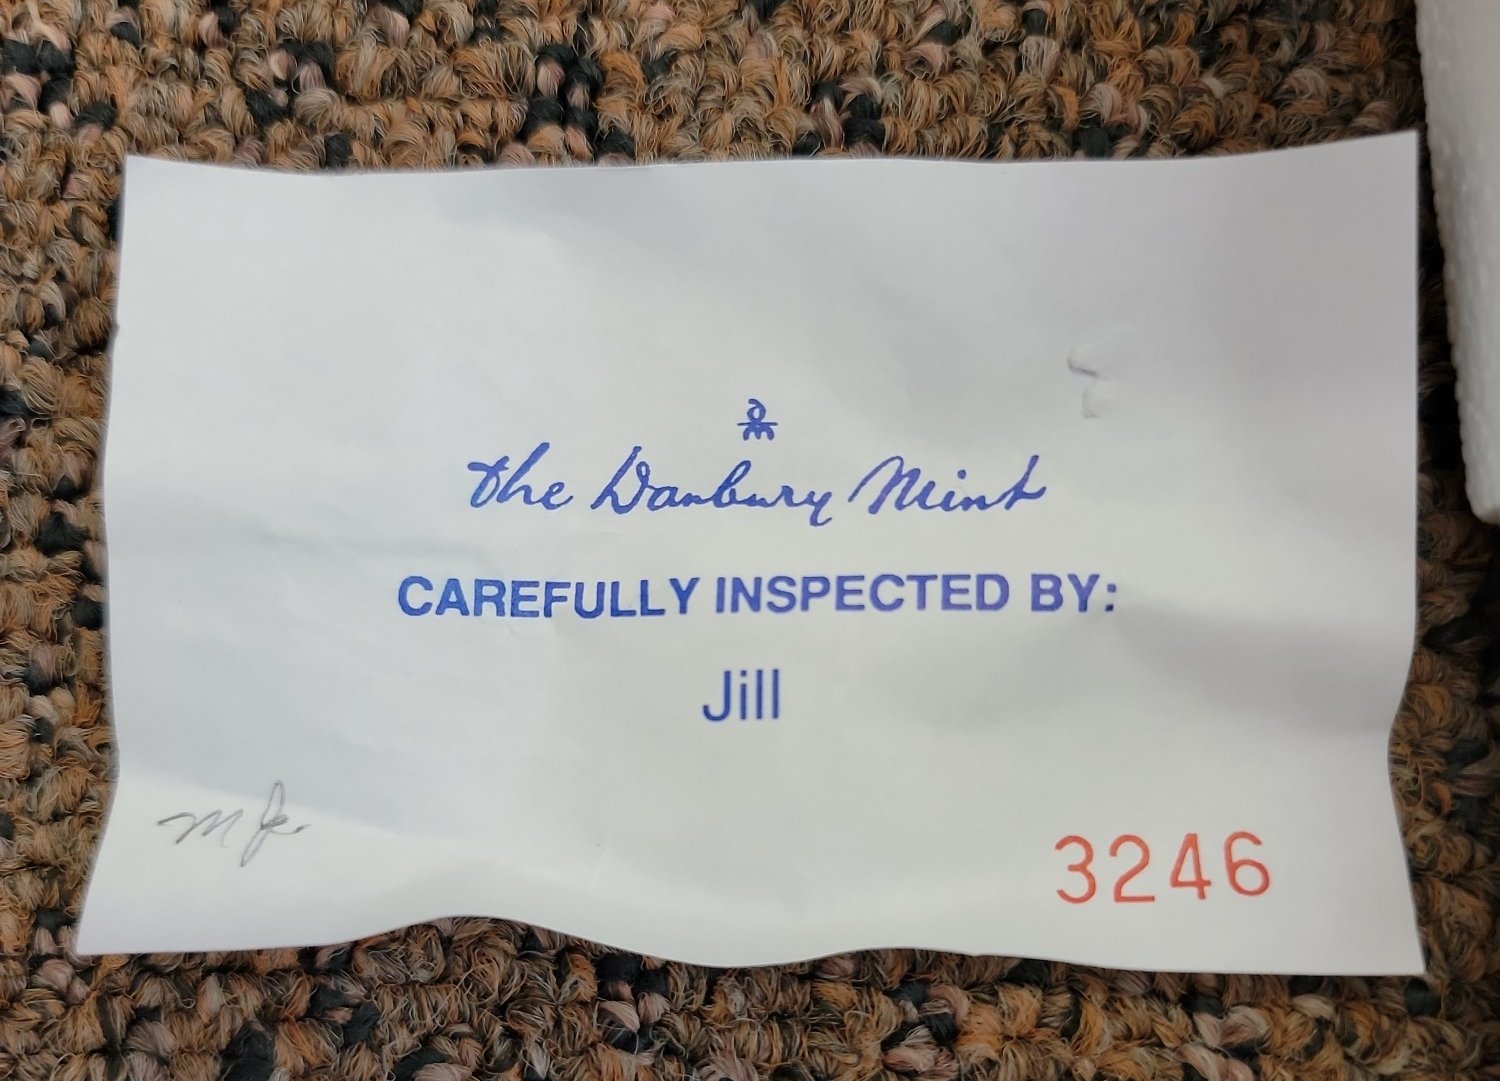 the Danbury Mint
CAREFULLY INSPECTED BY:
Jill
3246